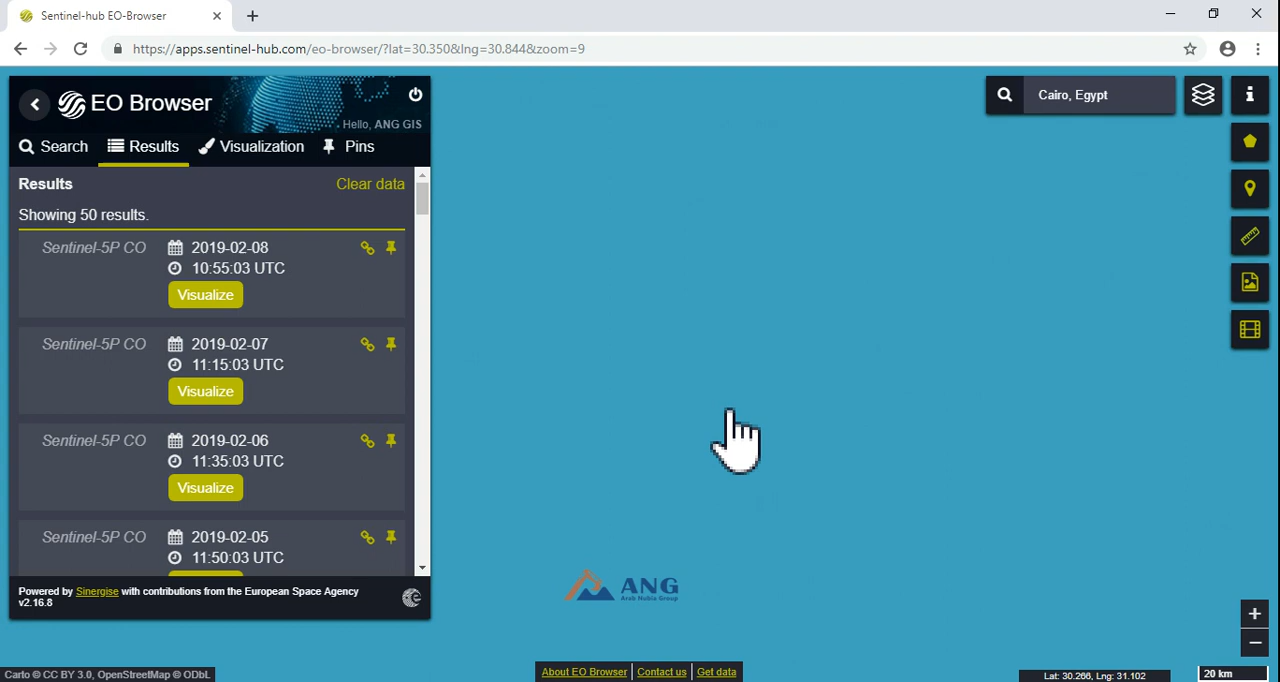 Sentinel-hub EO-Browser
https://apps.sentinel-hub.com/eo-browser/?lat=30.350&lng=30.844&zoom=9
EO Browser
Hello, ANG GIS
Search Results Visualization Pins
Cairo, Egypt
Results Clear data
Showing 50 results.
Sentinel-5P CO 2019-02-08
10:55:03 UTC
Visualize
Sentinel-5P CO 2019-02-07
11:15:03 UTC
Visualize
Sentinel-5P CO 2019-02-06
11:35:03 UTC
Visualize
Sentinel-5P CO 2019-02-05
11:50:03 UTC
Powered by Sinergise with contributions from the European Space Agency
v2.16.8
ANG
Arab Nubia Group
Carto © CC BY 3.0, OpenStreetMap © ODbL
About EO Browser Contact us Get data
Lat: 30.266, Lng: 31.102
20 km